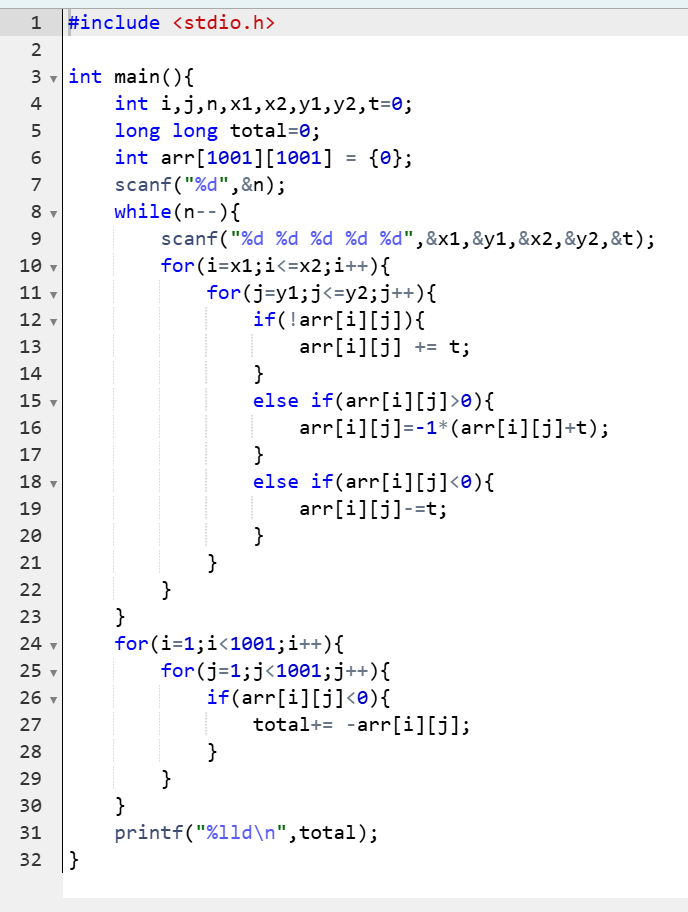 1 #include <stdio.h>
2
3 int main(){
4     int i,j,n,x1,x2,y1,y2,t=0;
5     long long total=0;
6     int arr[1001][1001] = {0};
7     scanf("%d",&n);
8     while(n--){
9         scanf("%d %d %d %d %d",&x1,&y1,&x2,&y2,&t);
10         for(i=x1;i<=x2;i++){
11             for(j=y1;j<=y2;j++){
12                 if(!arr[i][j]){
13                     arr[i][j] += t;
14                 }
15                 else if(arr[i][j]>0){
16                     arr[i][j]=-1*(arr[i][j]+t);
17                 }
18                 else if(arr[i][j]<0){
19                     arr[i][j]-=t;
20                 }
21             }
22         }
23     }
24     for(i=1;i<1001;i++){
25         for(j=1;j<1001;j++){
26             if(arr[i][j]<0){
27                 total+= -arr[i][j];
28             }
29         }
30     }
31     printf("%lld\n",total);
32 }